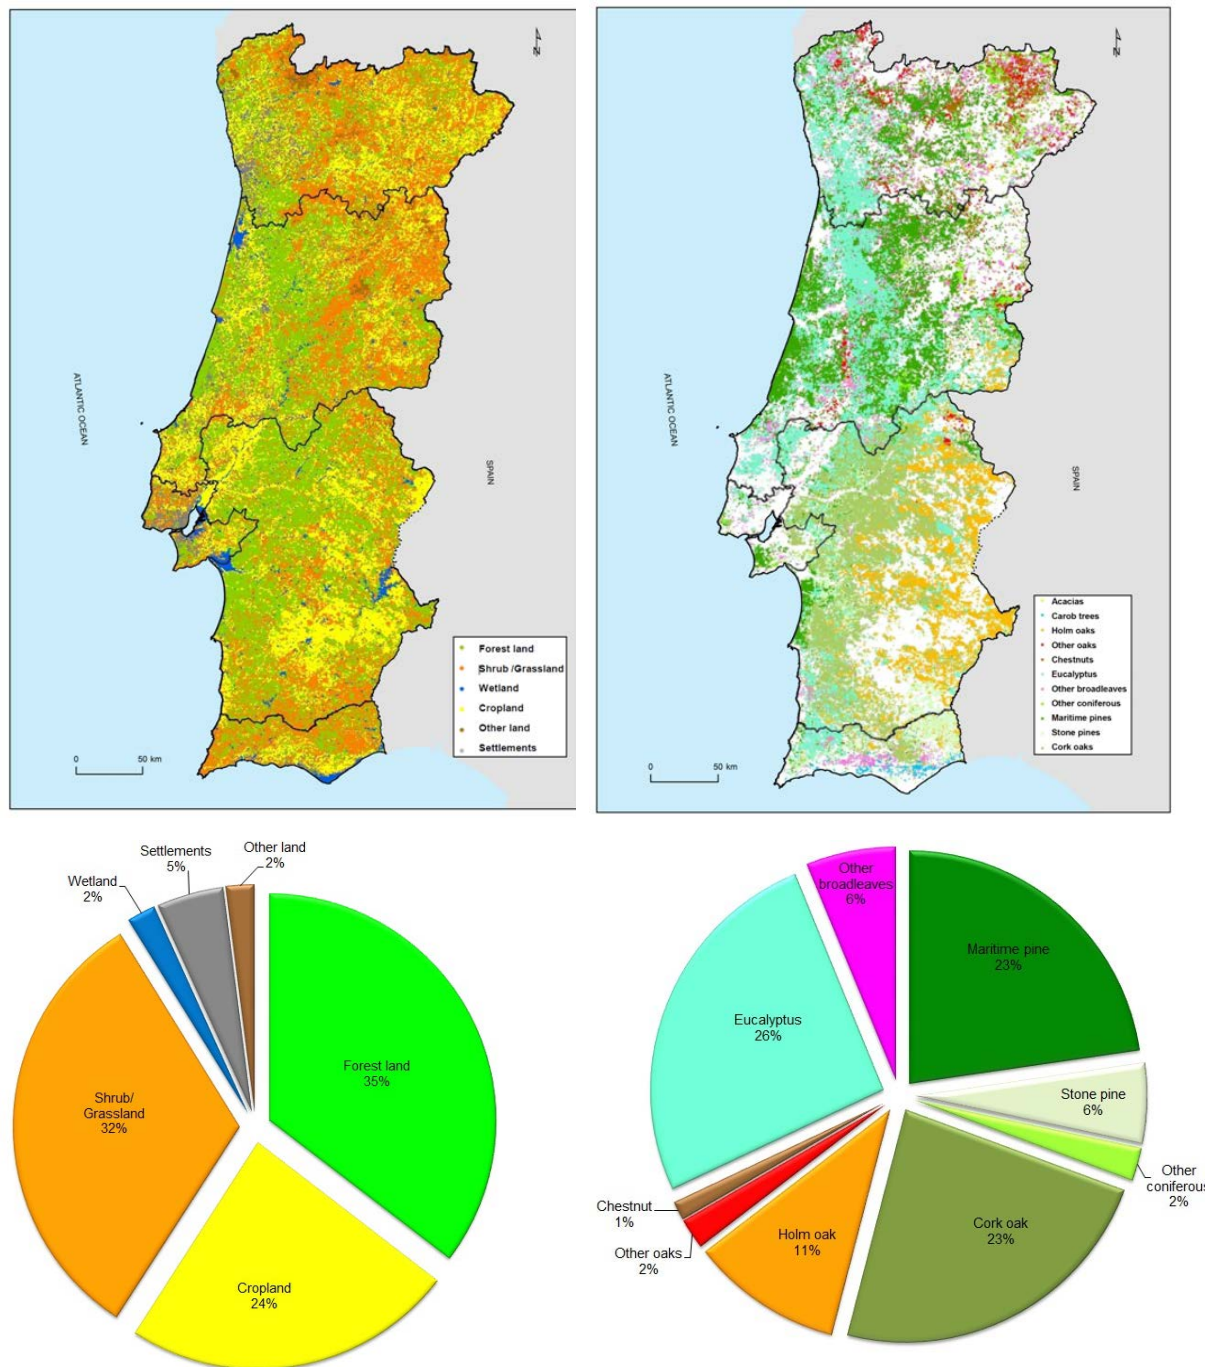 N
N
ATLANTIC OCEAN
SPAIN
ATLANTIC OCEAN
SPAIN
Forest land
Shrub /Grassland
Wetland
Cropland
Other land
Settlements
0 50 km
Acacias
Carob trees
Holm oaks
Other oaks
Chestnuts
Eucalyptus
Other broadleaves
Other coniferous
Maritime pines
Stone pines
Cork oaks
0 50 km
Other land
2%
Settlements
5%
Wetland
2%
Forest land
35%
Shrub/
Grassland
32%
Cropland
24%
Other
broadleaves
6%
Maritime pine
23%
Eucalyptus
26%
Stone pine
6%
Other
coniferous
2%
Chestnut
1%
Other oaks
2%
Holm oak
11%
Cork oak
23%